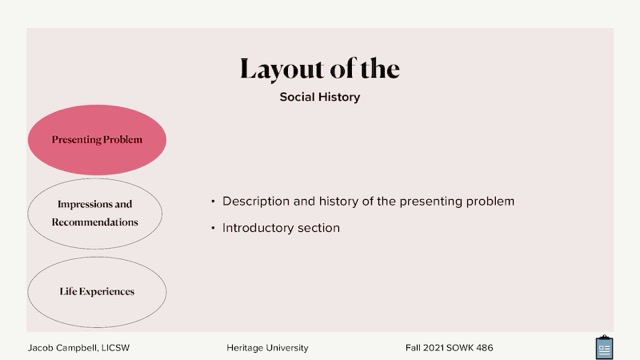 Layout of the
Social History
Presenting Problem
Impressions and
Recommendations
Life Experiences
• Description and history of the presenting problem
• Introductory section
Jacob Campbell, LICSW
Heritage University
Fall 2021 SOWK 486